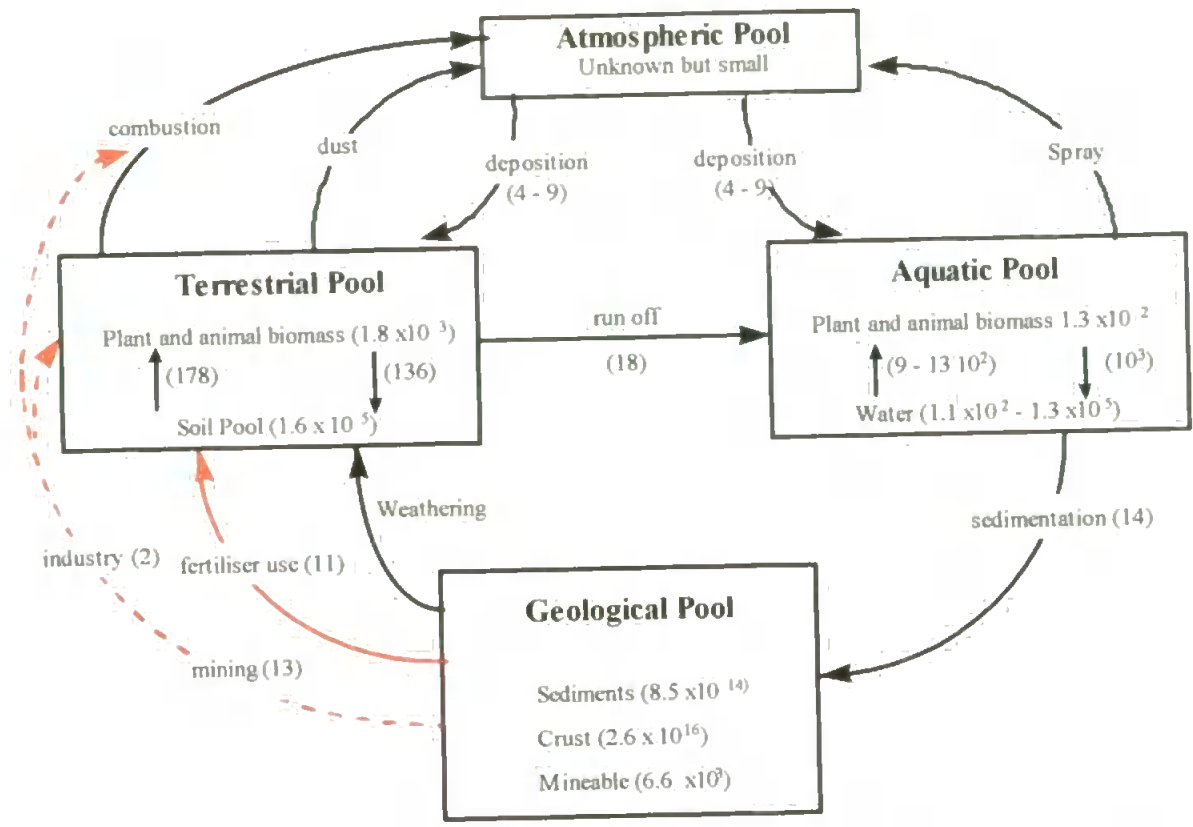 Atmospheric Pool
Unknown but small
combustion
dust
deposition
(4 - 9)
deposition
(4 - 9)
Spray
Terrestrial Pool
Plant and animal biomass (1.8 x10 ³)
(178)
(136)
Soil Pool (1.6 x 10 ⁵)
run off
(18)
Aquatic Pool
Plant and animal biomass 1.3 x10 ²
(9 - 13 10²)
(10³)
Water (1.1 x10 ² - 1.3 x10 ⁵)
Weathering
sedimentation (14)
industry (2)
fertiliser use (11)
mining (13)
Geological Pool
Sediments (8.5 x10 ¹⁴⁾
Crust (2.6 x 10¹⁶)
Mineable (6.6 x10³)